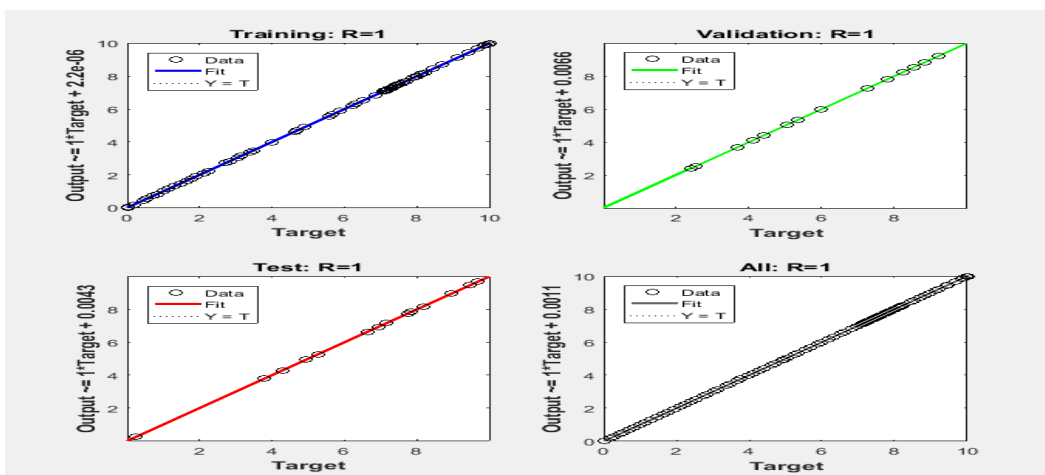 Training: R=1
Output ~= 1*Target + 2.2e-06
Data
Fit
Y = T
10
8
6
4
2
0
0 2 4 6 8 10
Target
Validation: R=1
Output ~= 1*Target + 0.0066
Data
Fit
Y = T
8
6
4
2
2 4 6 8
Target
Test: R=1
Output ~= 1*Target + 0.0043
Data
Fit
Y = T
8
6
4
2
2 4 6 8
Target
All: R=1
Output ~= 1*Target + 0.0011
Data
Fit
Y = T
10
8
6
4
2
0
0 2 4 6 8 10
Target